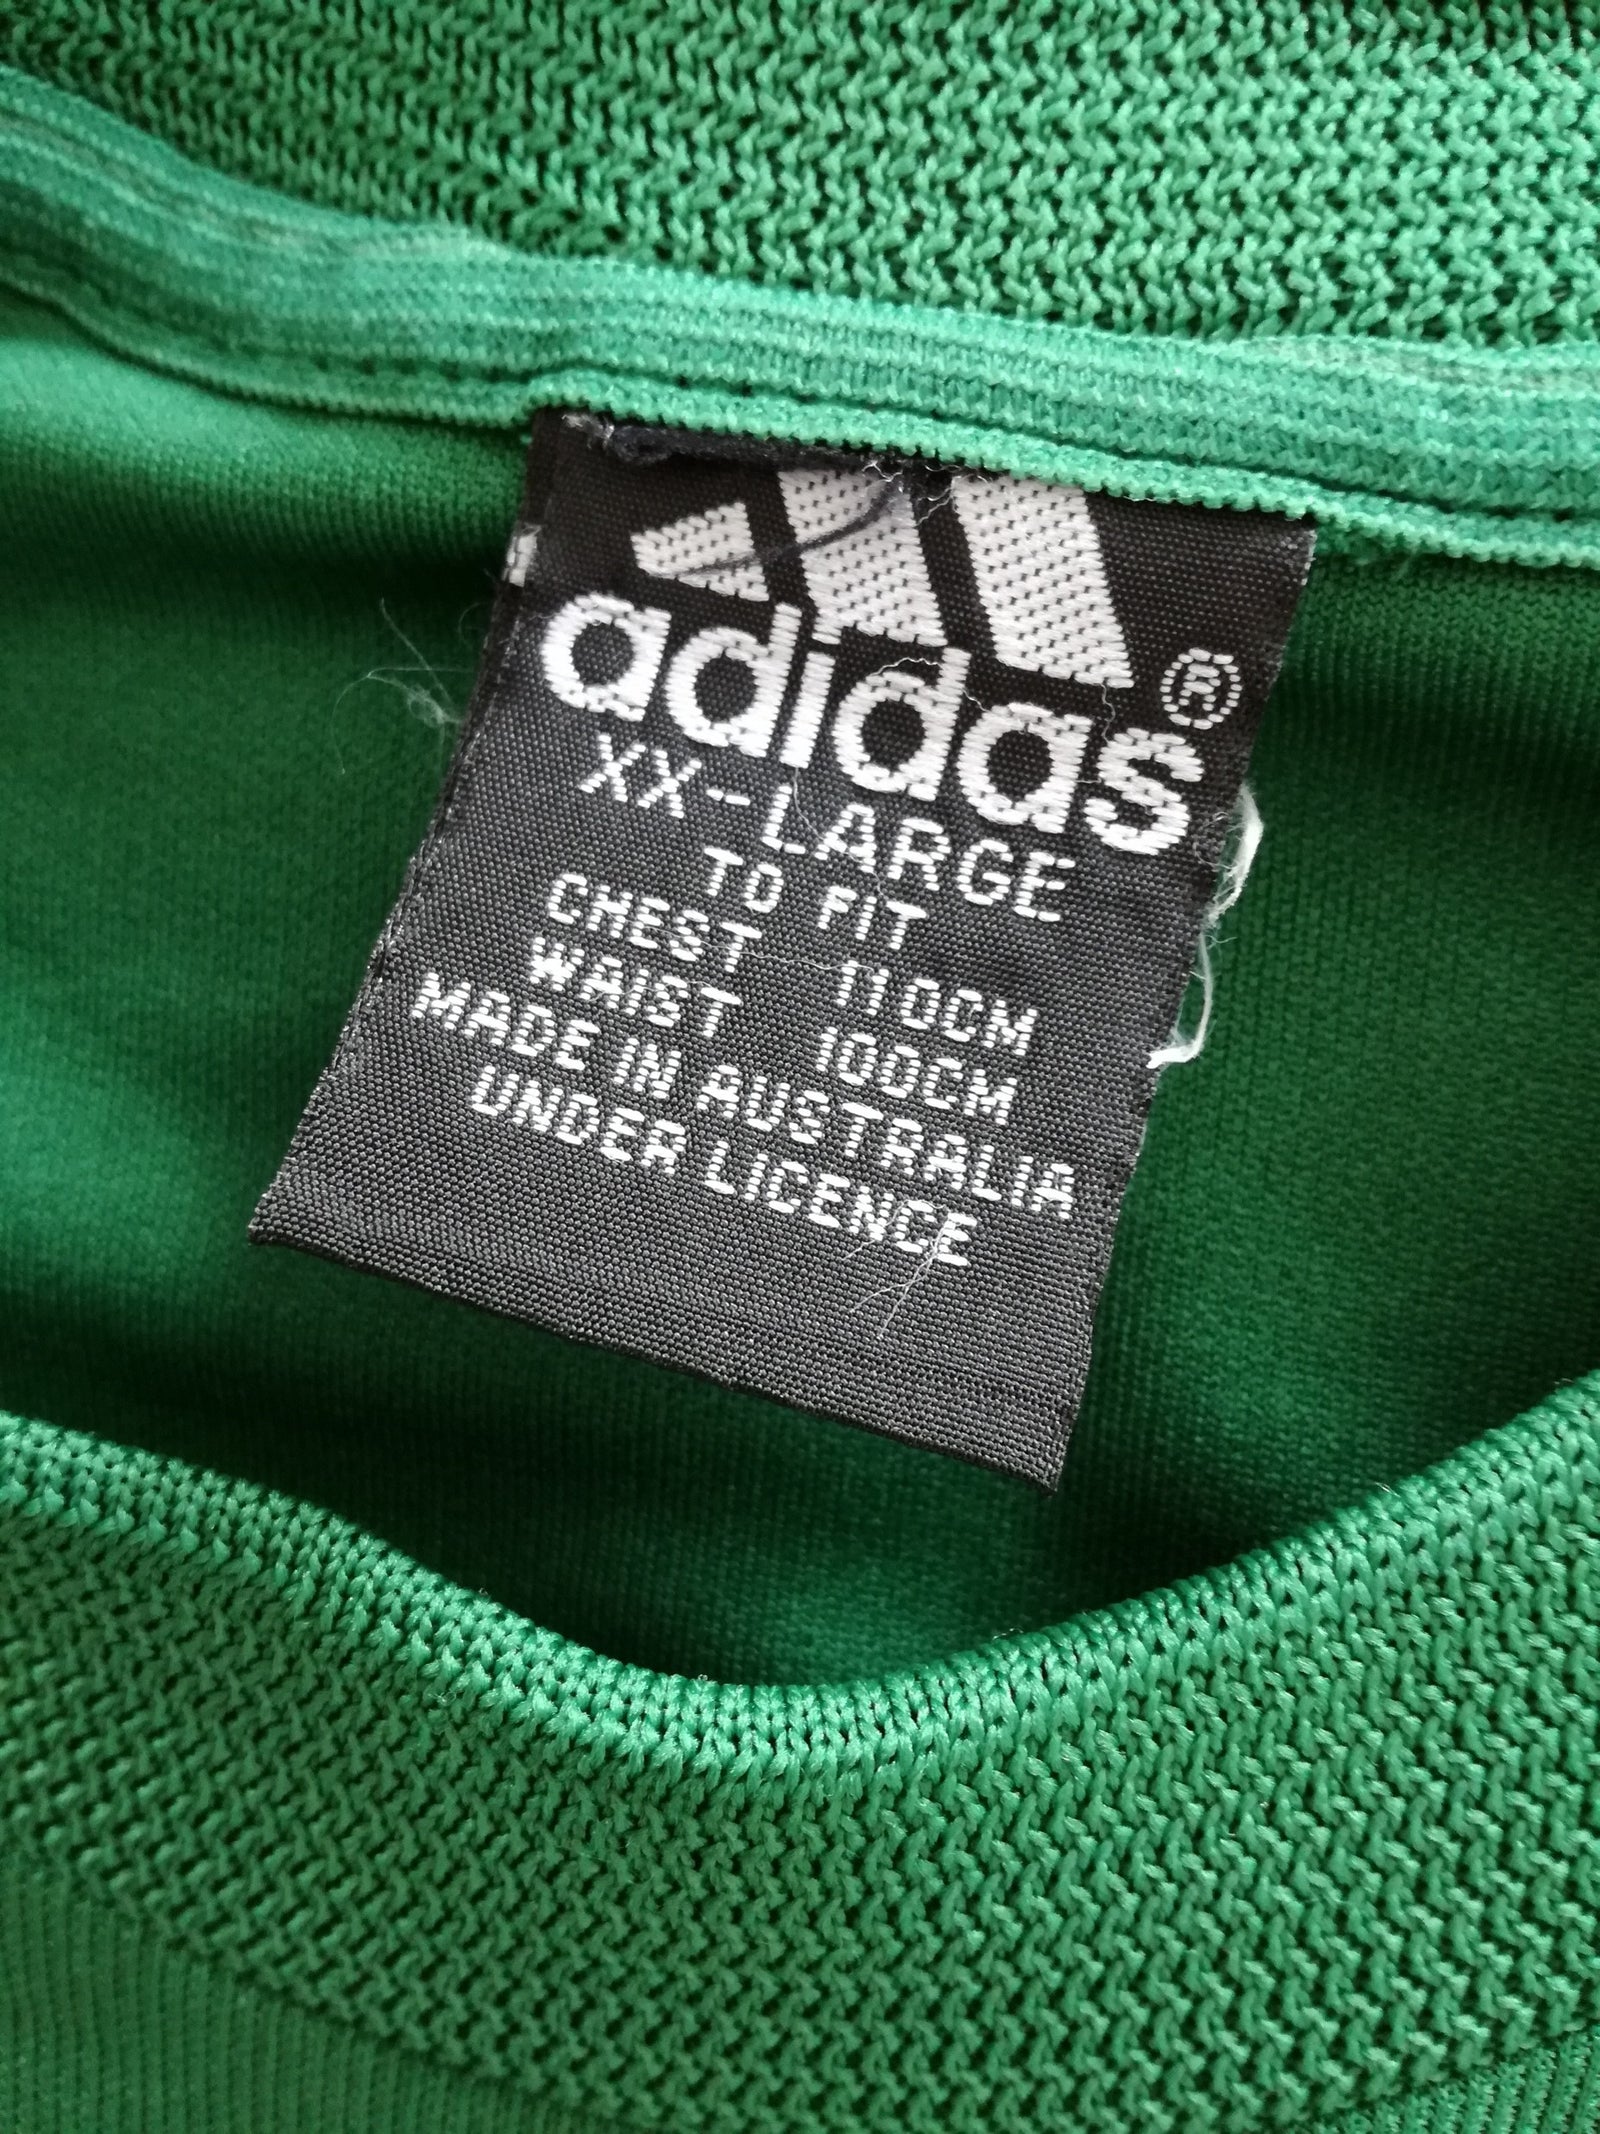 adidas®
XX-LARGE
TO FIT
CHEST 110CM
WAIST 100CM
MADE IN AUSTRALIA
UNDER LICENCE